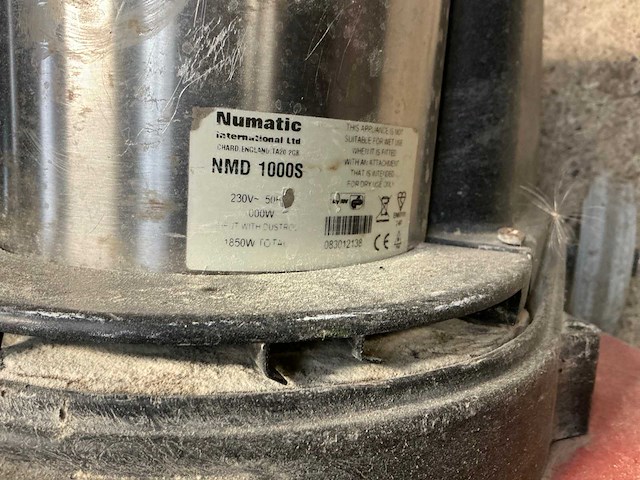 Numatic
International Ltd
CHARD, ENGLAND, TA20 2GB
NMD 1000S
230V~ 50H
000W
WITH DUSTRO
1850W TOTAL
THIS APPLIANCE IS NOT
SUITABLE FOR WET USE
WHEN IT IS FITTED
WITH AN ATTACHMENT
THAT IS INTENDED
FOR DRY USE ONLY
083012138
CE